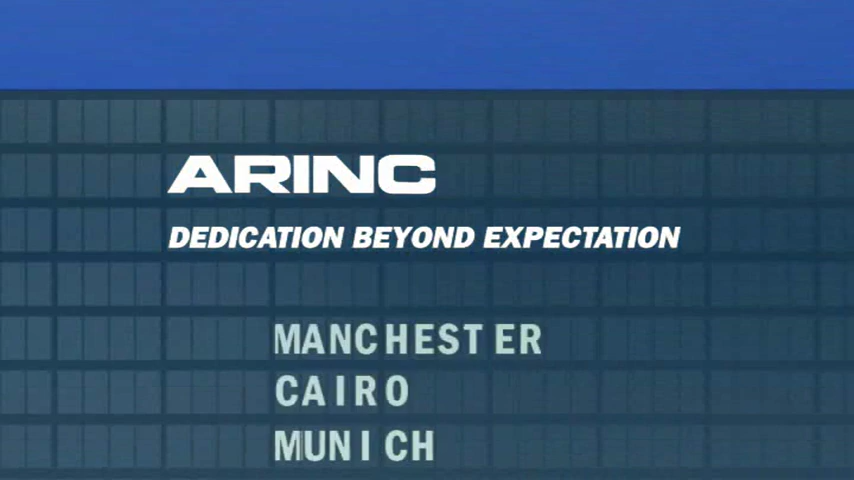 ARINC
DEDICATION BEYOND EXPECTATION
MANCHESTER
CAIRO
MUNICH